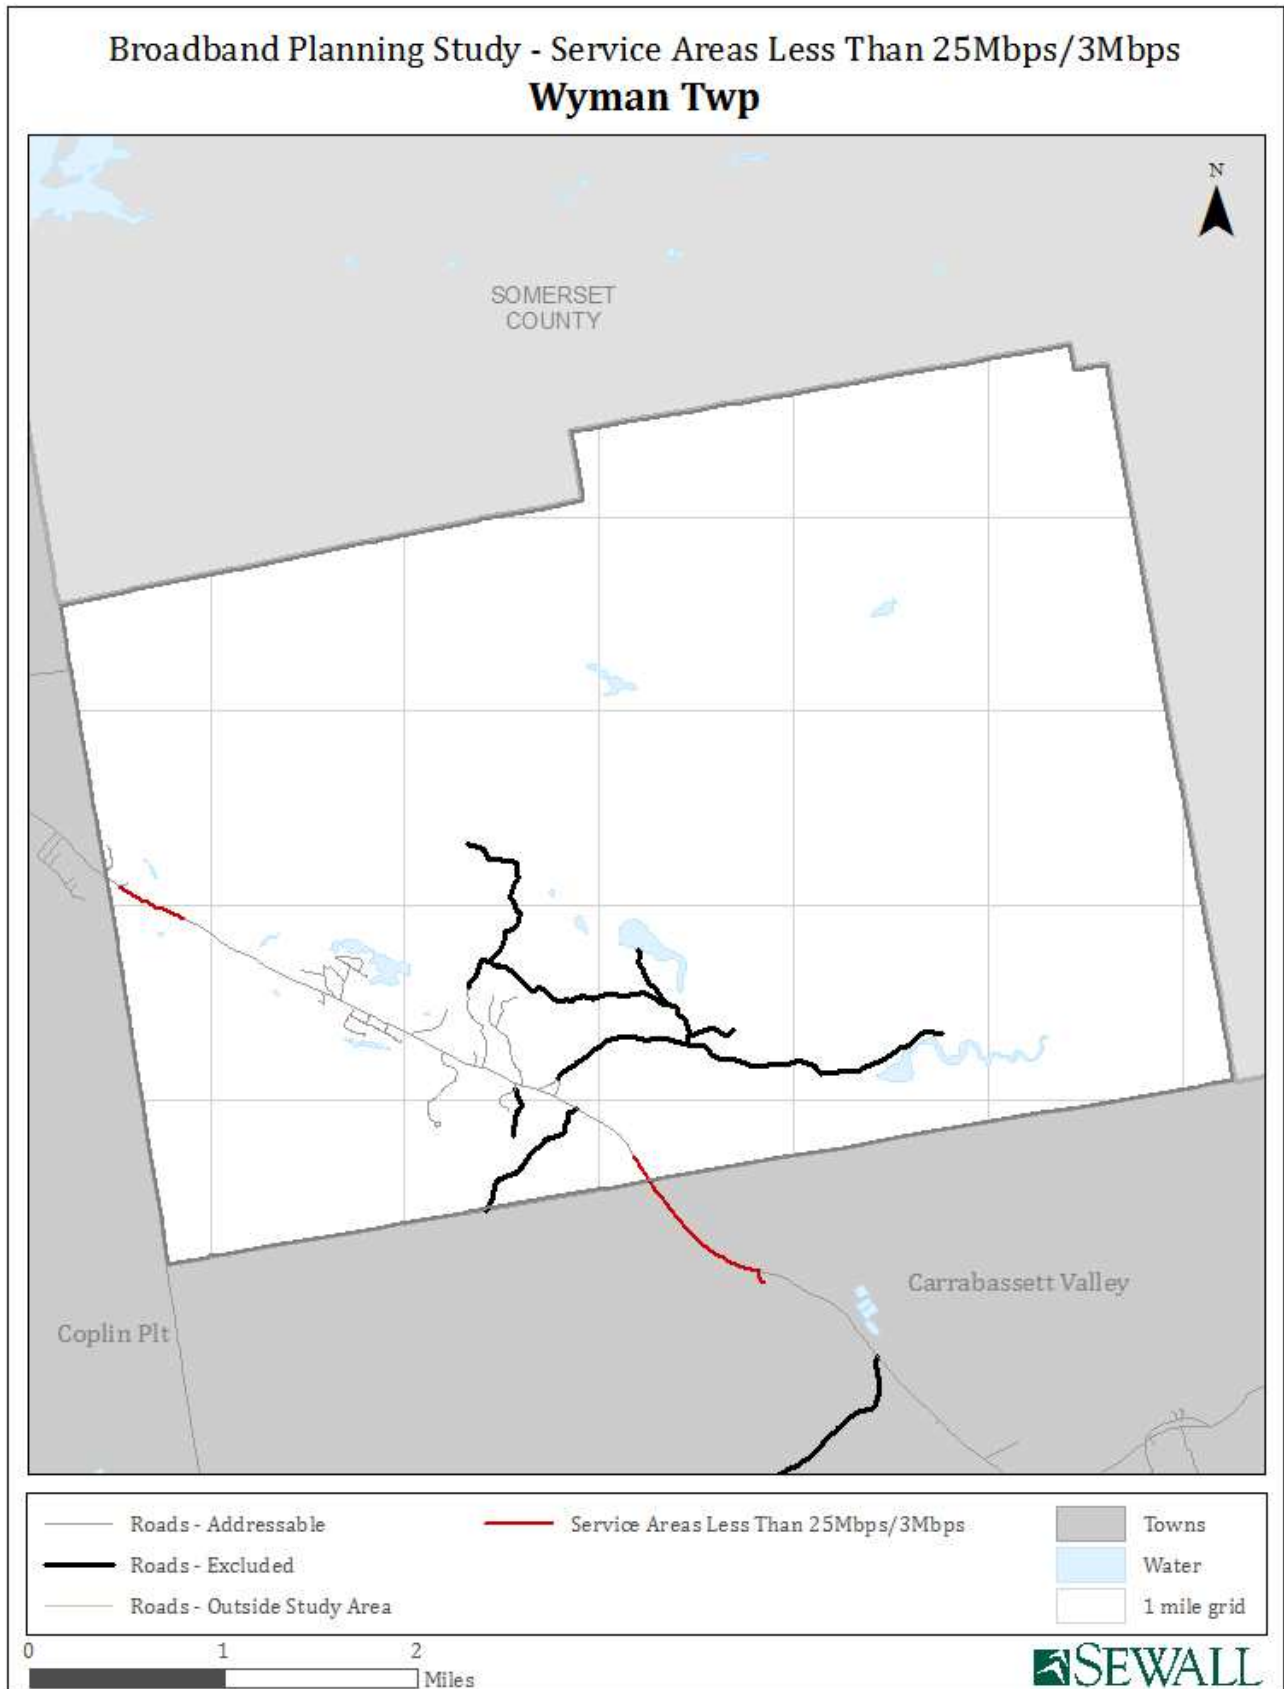 Broadband Planning Study - Service Areas Less Than 25Mbps/3Mbps
Wyman Twp
N
SOMERSET
COUNTY
Carrabassett Valley
Coplin Plt
Roads - Addressable
Service Areas Less Than 25Mbps/3Mbps
Towns
Roads - Excluded
Water
Roads - Outside Study Area
1 mile grid
0 1 2
Miles
SEWALL